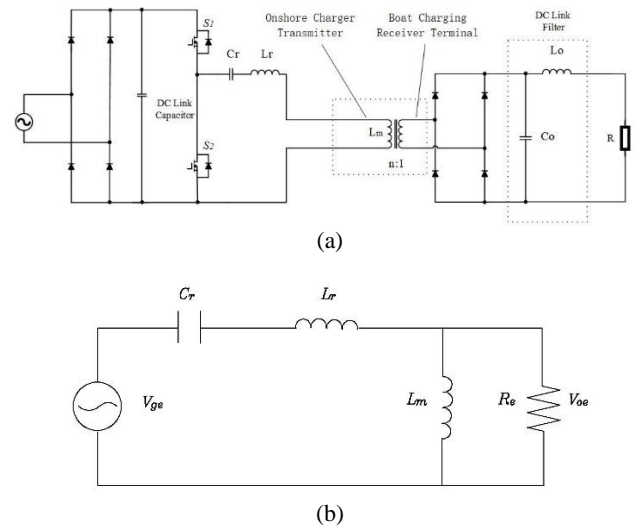 Onshore Charger
Transmitter
Boat Charging
Receiver Terminal
DC Link
Filter
S1
Cr
Lr
Lo
DC Link
Capacitor
Lm
Co
R
S2
n:1
(a)
Cr
Lr
Vge
Lm
Re
Voe
(b)